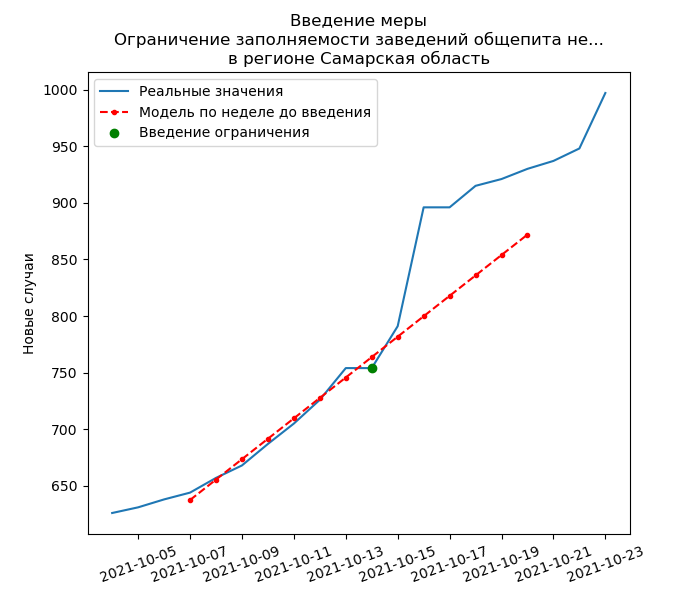 Введение меры
Ограничение заполняемости заведений общепита не...
в регионе Самарская область
Реальные значения
Модель по неделе до введения
Введение ограничения
Новые случаи
1000
950
900
850
800
750
700
650
2021-10-05
2021-10-07
2021-10-09
2021-10-11
2021-10-13
2021-10-15
2021-10-17
2021-10-19
2021-10-21
2021-10-23